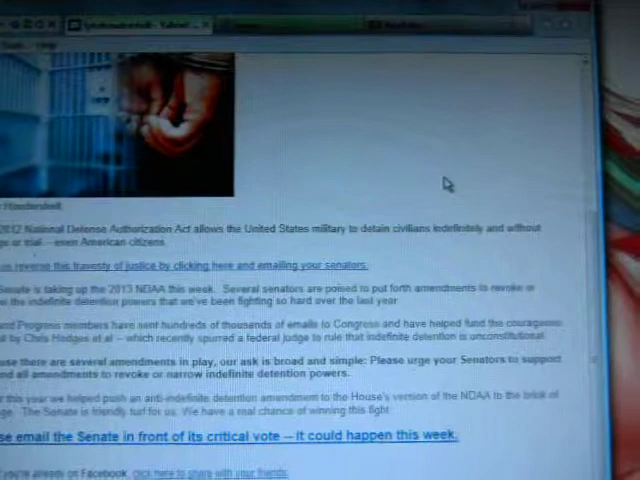 2012 National Defense Authorization Act allows the United States military to detain civilians indefinitely and without
or trial -- even American citizens.
reverse this travesty of justice by clicking here and emailing your senators.
Senate is taking up the 2013 NDAA this week. Several senators are poised to put forth amendments to revoke or
the indefinite detention powers that we've been fighting so hard over the last year.
and Progress members have sent hundreds of thousands of emails to Congress and have helped fund the courageous
by Chris Hedges et al -- which recently spurred a federal judge to rule that indefinite detention is unconstitutional.
use there are several amendments in play, our ask is broad and simple: Please urge your Senators to support
nd all amendments to revoke or narrow indefinite detention powers.
r this year we helped push an anti-indefinite detention amendment to the House's version of the NDAA to the brink of
ge. The Senate is friendly turf for us. We have a real chance of winning this fight.
se email the Senate in front of its critical vote -- it could happen this week.
you're already on Facebook, click here to share with your friends.